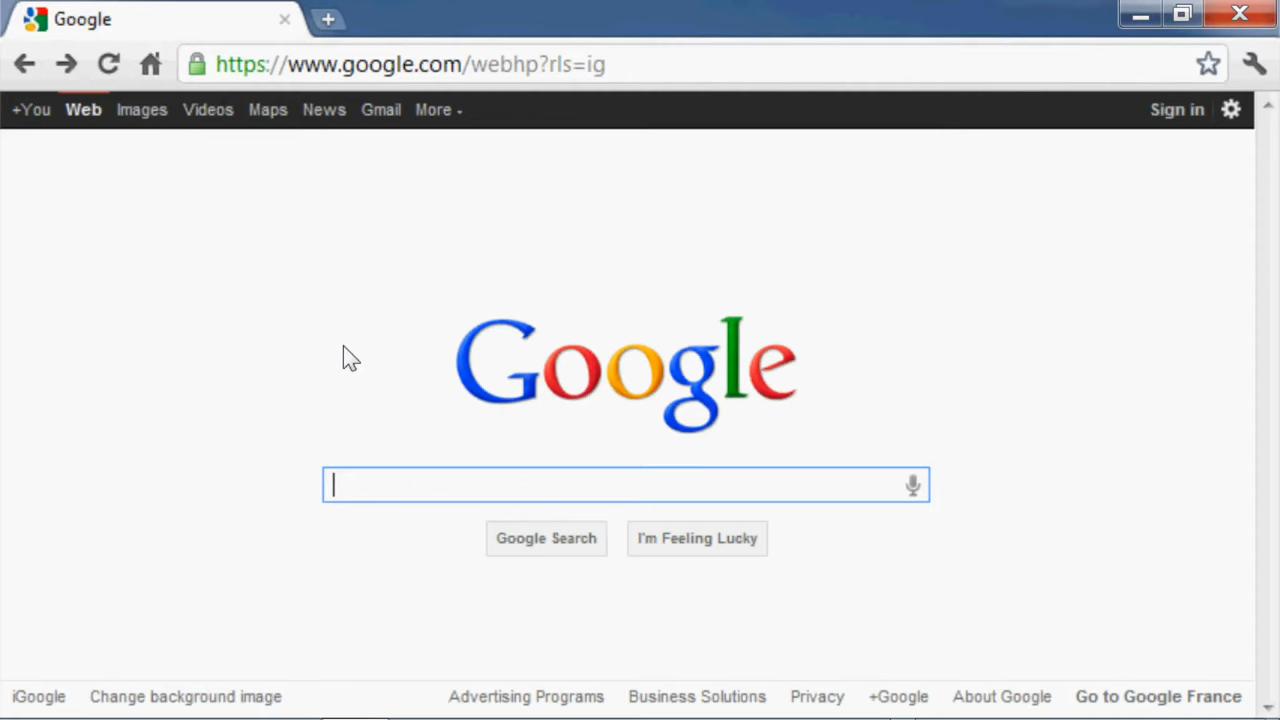 Google
https://www.google.com/webhp?rls=ig
+You Web Images Videos Maps News Gmail More Sign in
Google
Google Search I'm Feeling Lucky
iGoogle Change background image Advertising Programs Business Solutions Privacy +Google About Google Go to Google France